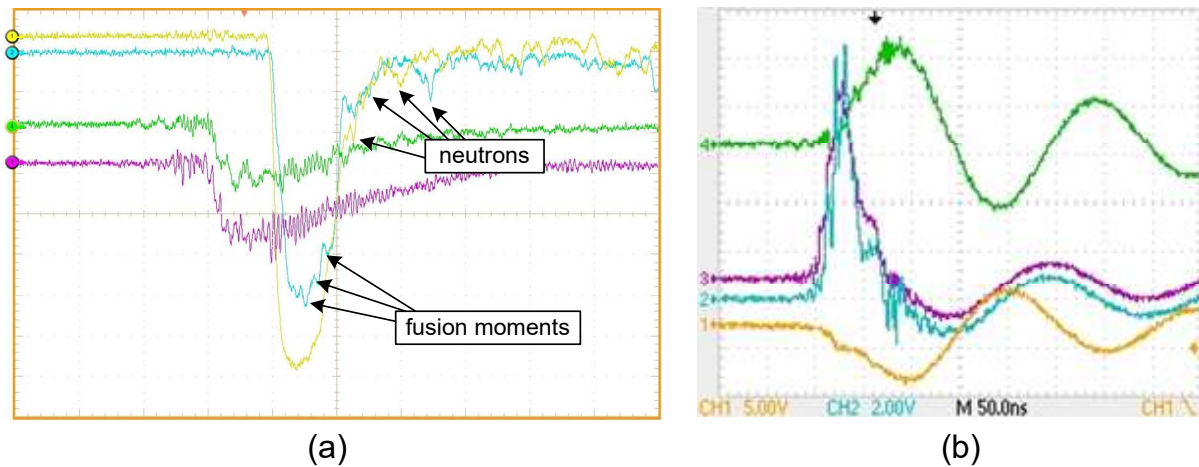 neutrons
fusion moments
4
3
2
1
CH1 5.00V CH2 2.00V M 50.0ns CH1
(a) (b)